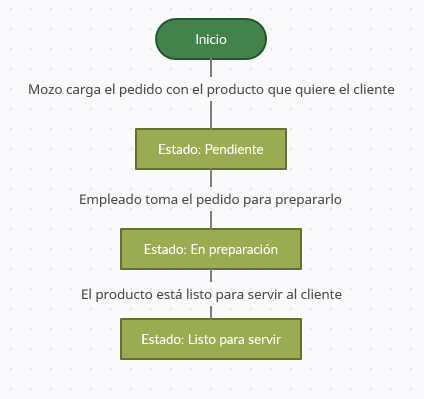 Inicio
Mozo carga el pedido con el producto que quiere el cliente
Estado: Pendiente
Empleado toma el pedido para prepararlo
Estado: En preparación
El producto está listo para servir al cliente
Estado: Listo para servir